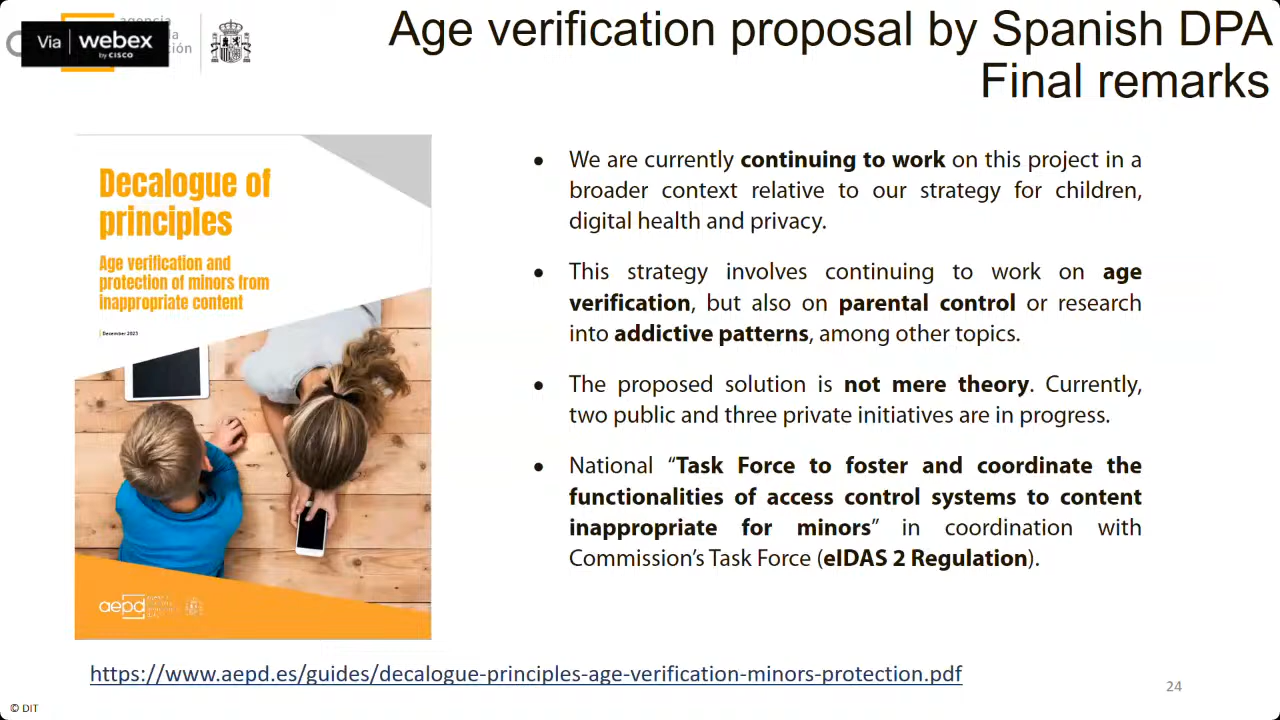 Via webex
by CISCO
Age verification proposal by Spanish DPA
Final remarks
Decalogue of
principles
Age verification and
protection of minors from
inappropriate content
December 2023
aepd
• We are currently continuing to work on this project in a
broader context relative to our strategy for children,
digital health and privacy.
• This strategy involves continuing to work on age
verification, but also on parental control or research
into addictive patterns, among other topics.
• The proposed solution is not mere theory. Currently,
two public and three private initiatives are in progress.
• National “Task Force to foster and coordinate the
functionalities of access control systems to content
inappropriate for minors” in coordination with
Commission’s Task Force (eIDAS 2 Regulation).
https://www.aepd.es/guides/decalogue-principles-age-verification-minors-protection.pdf
24
© DIT